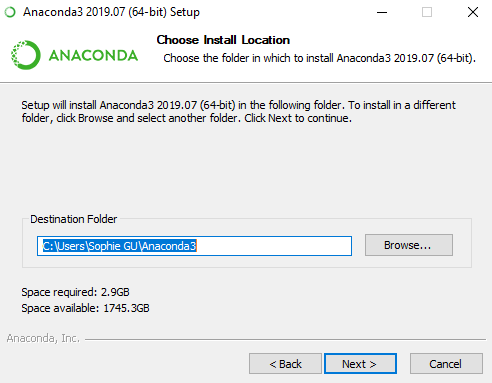 Anaconda3 2019.07 (64-bit) Setup
Choose Install Location
Choose the folder in which to install Anaconda3 2019.07 (64-bit).
ANACONDA
Setup will install Anaconda3 2019.07 (64-bit) in the following folder. To install in a different
folder, click Browse and select another folder. Click Next to continue.
Destination Folder
C:\Users\Sophie GU\Anaconda3
Browse...
Space required: 2.9GB
Space available: 1745.3GB
Anaconda, Inc.
< Back
Next >
Cancel